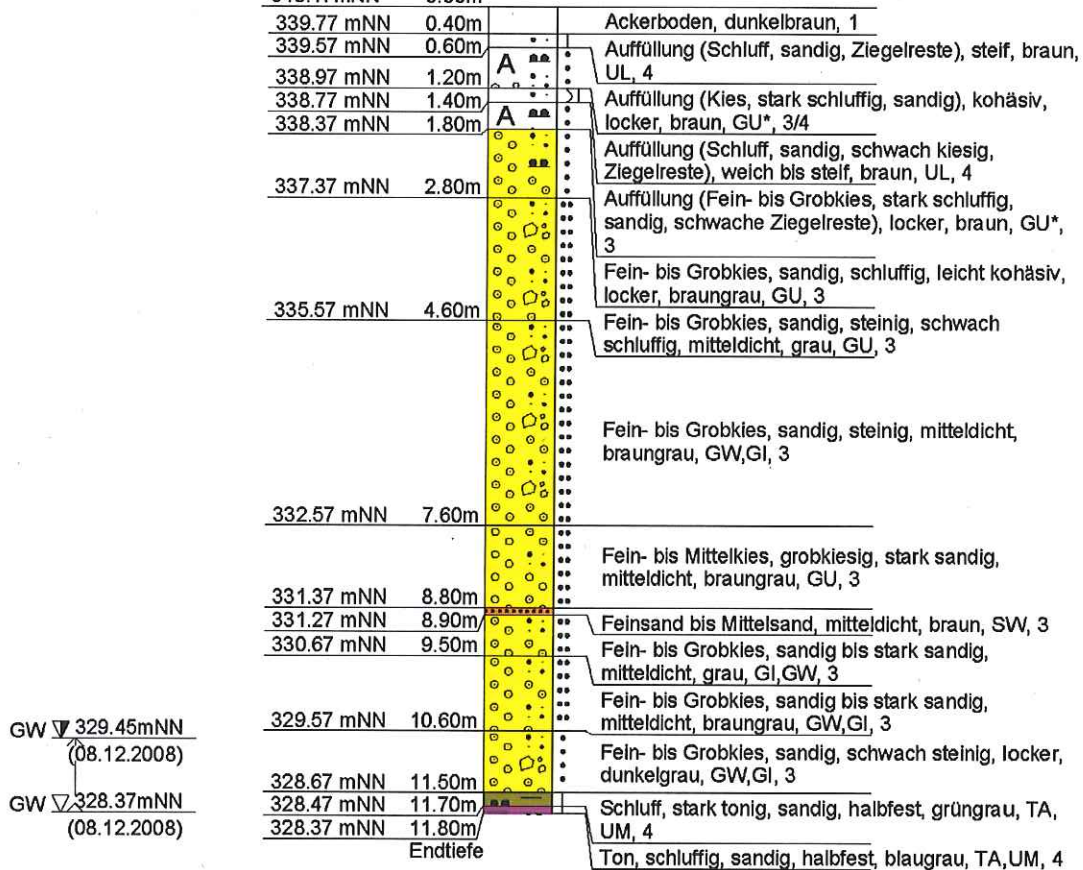 339.77 mNN 0.40m
Ackerboden, dunkelbraun, 1
339.57 mNN 0.60m
Auffüllung (Schluff, sandig, Ziegelreste), steif, braun,
UL, 4
A
338.97 mNN 1.20m
338.77 mNN 1.40m
Auffüllung (Kies, stark schluffig, sandig), kohäsiv,
locker, braun, GU*, 3/4
A
338.37 mNN 1.80m
Auffüllung (Schluff, sandig, schwach kiesig,
Ziegelreste), weich bis steif, braun, UL, 4
337.37 mNN 2.80m
Auffüllung (Fein- bis Grobkies, stark schluffig,
sandig, schwache Ziegelreste), locker, braun, GU*,
3
Fein- bis Grobkies, sandig, schluffig, leicht kohäsiv,
locker, braungrau, GU, 3
335.57 mNN 4.60m
Fein- bis Grobkies, sandig, steinig, schwach
schluffig, mitteldicht, grau, GU, 3
Fein- bis Grobkies, sandig, steinig, mitteldicht,
braungrau, GW,GI, 3
332.57 mNN 7.60m
Fein- bis Mittelkies, grobkiesig, stark sandig,
mitteldicht, braungrau, GU, 3
331.37 mNN 8.80m
331.27 mNN 8.90m
Feinsand bis Mittelsand, mitteldicht, braun, SW, 3
330.67 mNN 9.50m
Fein- bis Grobkies, sandig bis stark sandig,
mitteldicht, grau, GI,GW, 3
Fein- bis Grobkies, sandig bis stark sandig,
mitteldicht, braungrau, GW,GI, 3
329.57 mNN 10.60m
GW 329.45mNN
(08.12.2008)
Fein- bis Grobkies, sandig, schwach steinig, locker,
dunkelgrau, GW,GI, 3
328.67 mNN 11.50m
GW 328.37mNN
(08.12.2008)
328.47 mNN 11.70m
Schluff, stark tonig, sandig, halbfest, grüngrau, TA,
UM, 4
328.37 mNN 11.80m
Endtiefe
Ton, schluffig, sandig, halbfest, blaugrau, TA,UM, 4